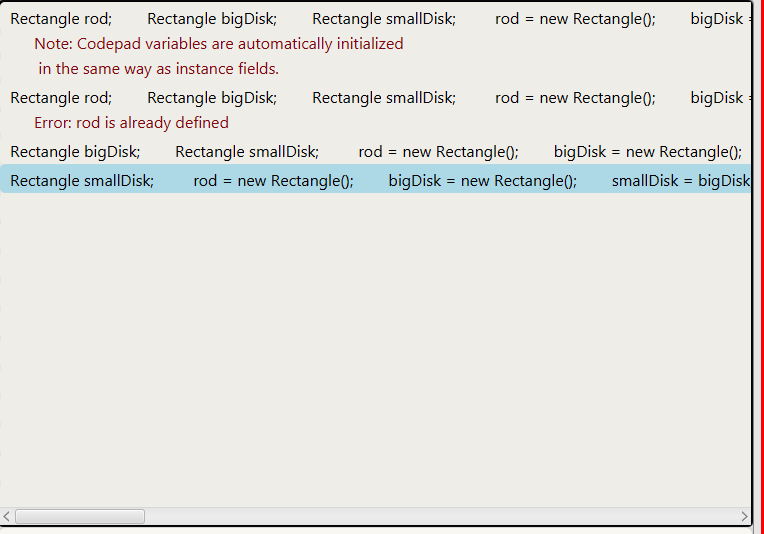 Rectangle rod; Rectangle bigDisk; Rectangle smallDisk; rod = new Rectangle(); bigDisk =
Note: Codepad variables are automatically initialized
in the same way as instance fields.
Rectangle rod; Rectangle bigDisk; Rectangle smallDisk; rod = new Rectangle(); bigDisk =
Error: rod is already defined
Rectangle bigDisk; Rectangle smallDisk; rod = new Rectangle(); bigDisk = new Rectangle();
Rectangle smallDisk; rod = new Rectangle(); bigDisk = new Rectangle(); smallDisk = bigDisk